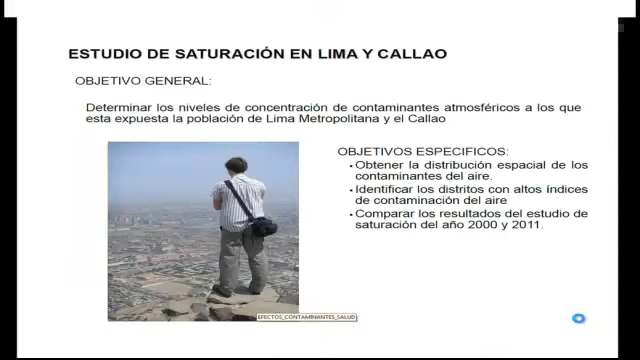 ESTUDIO DE SATURACIÓN EN LIMA Y CALLAO
OBJETIVO GENERAL:
Determinar los niveles de concentración de contaminantes atmosféricos a los que
esta expuesta la población de Lima Metropolitana y el Callao
OBJETIVOS ESPECIFICOS:
•Obtener la distribución espacial de los
contaminantes del aire.
•Identificar los distritos con altos índices
de contaminación del aire
•Comparar los resultados del estudio de
saturación del año 2000 y 2011.
EFECTOS_CONTAMINANTES_SALUD